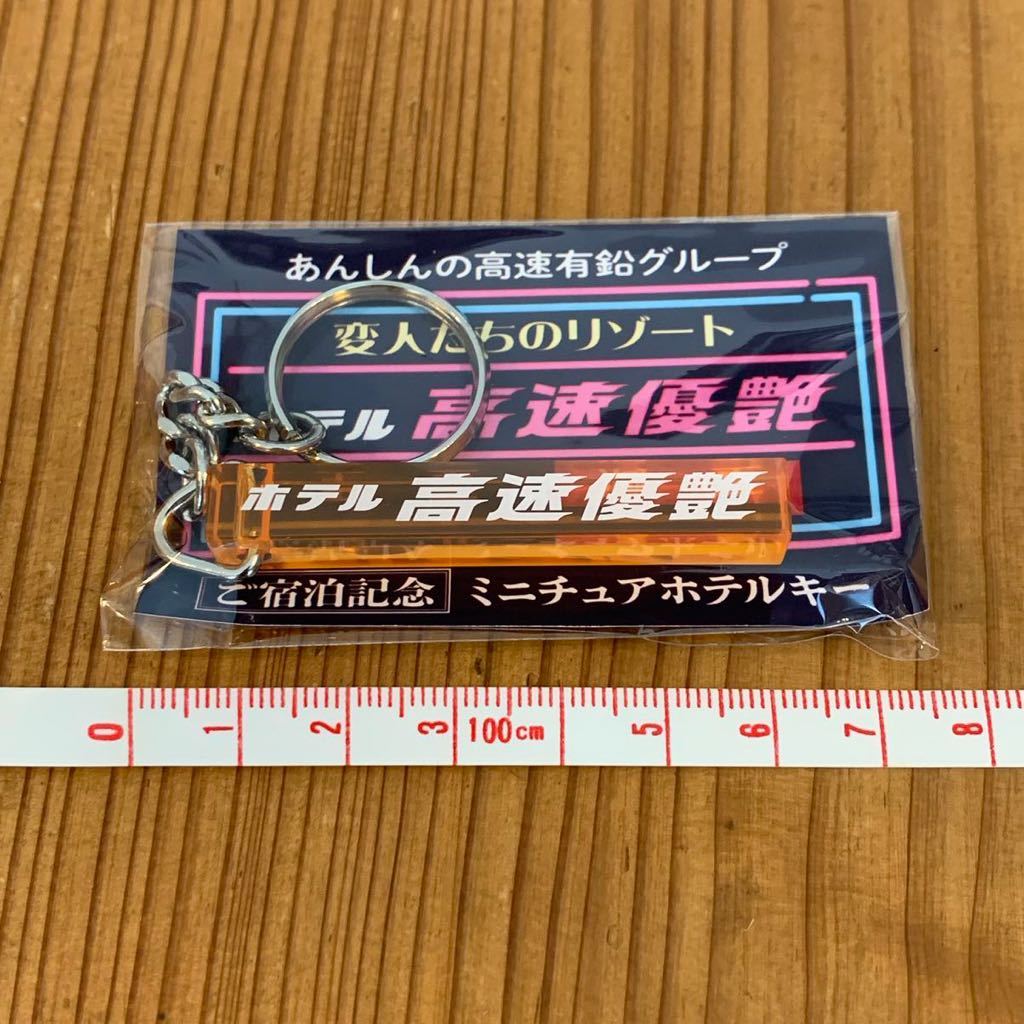 あんしんの高速有鉛グループ
変人たちのリゾート
テル 高速優艶
ホテル 高速優艶
ご宿泊記念 ミニチュアホテルキー
0 1 2 3 100cm 5 6 7 8